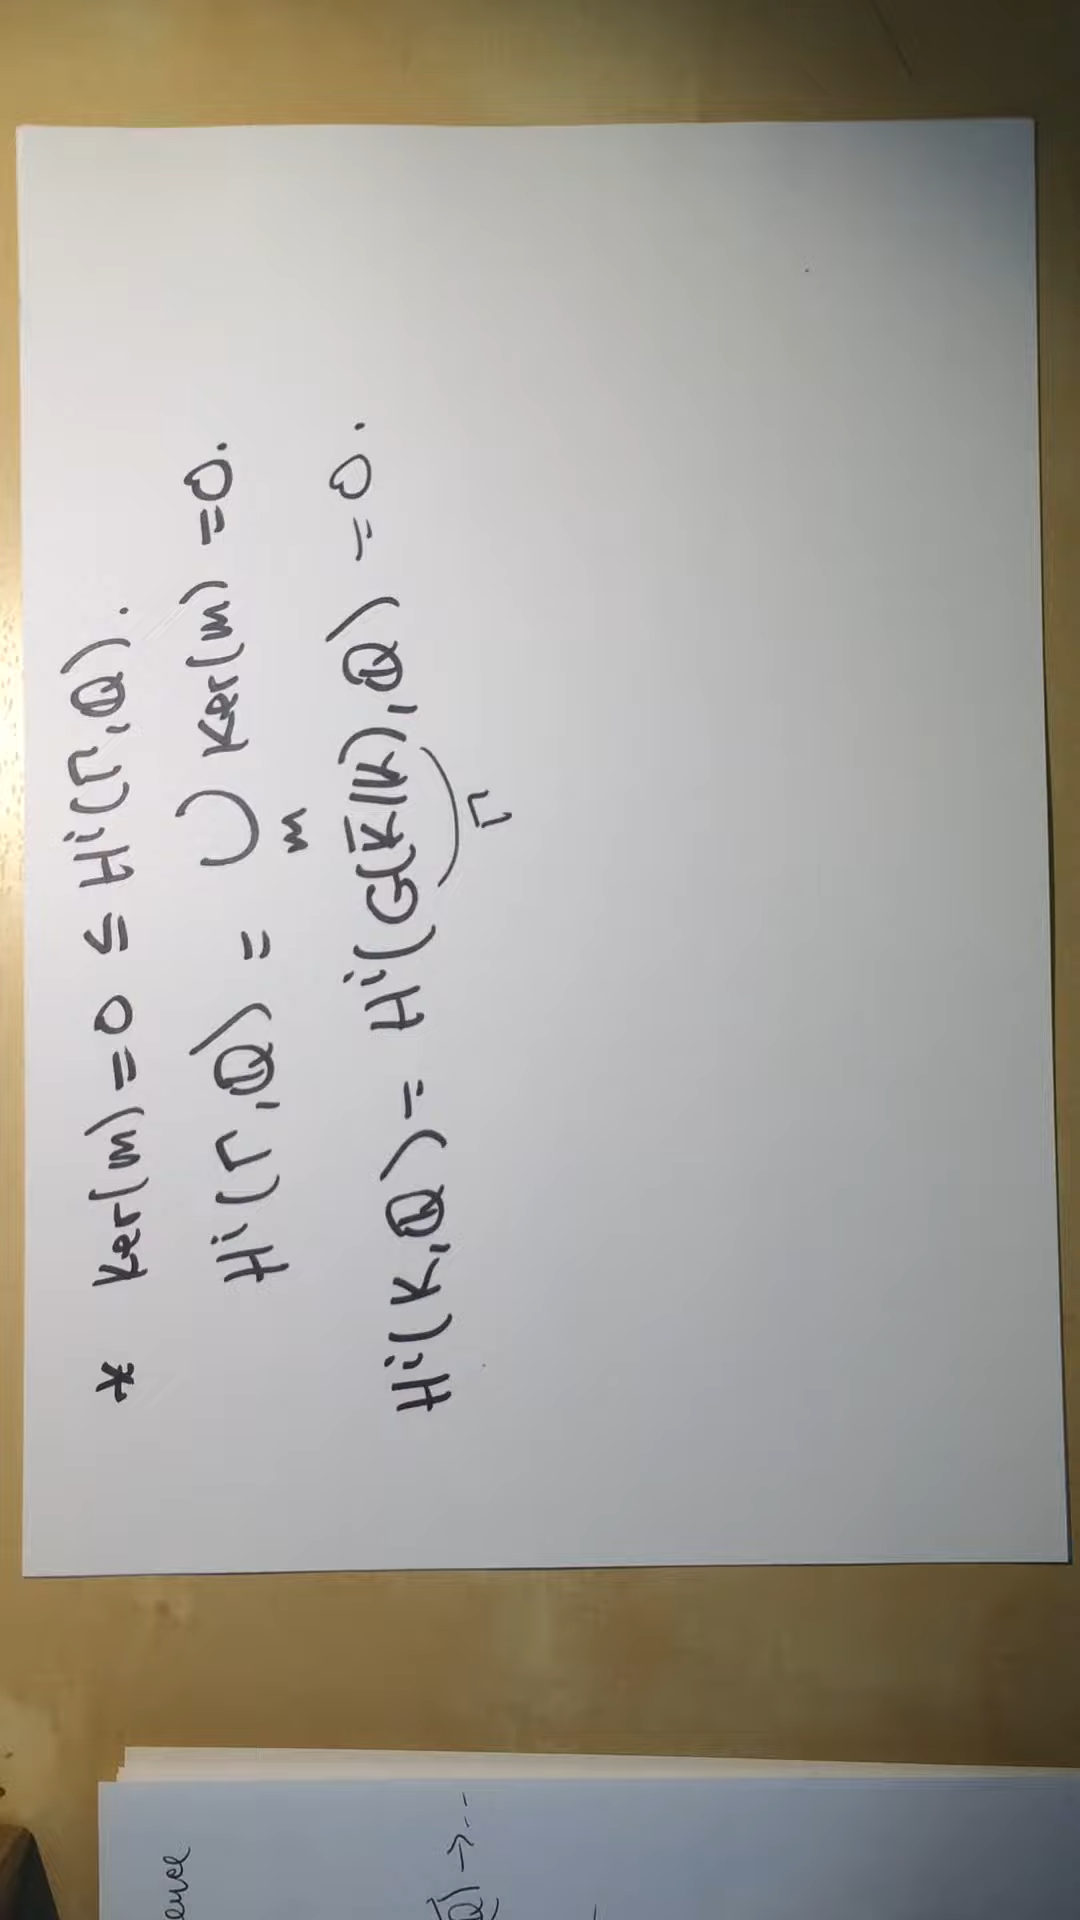 * Ker(m) = 0 ≤ Hⁱ(Γ, ℚ).
Hⁱ(Γ, ℚ) = ⋃ Ker(m) = 0.
m
Hⁱ(K, ℚ) = Hⁱ(G(K̄/K), ℚ) = 0.
Γ